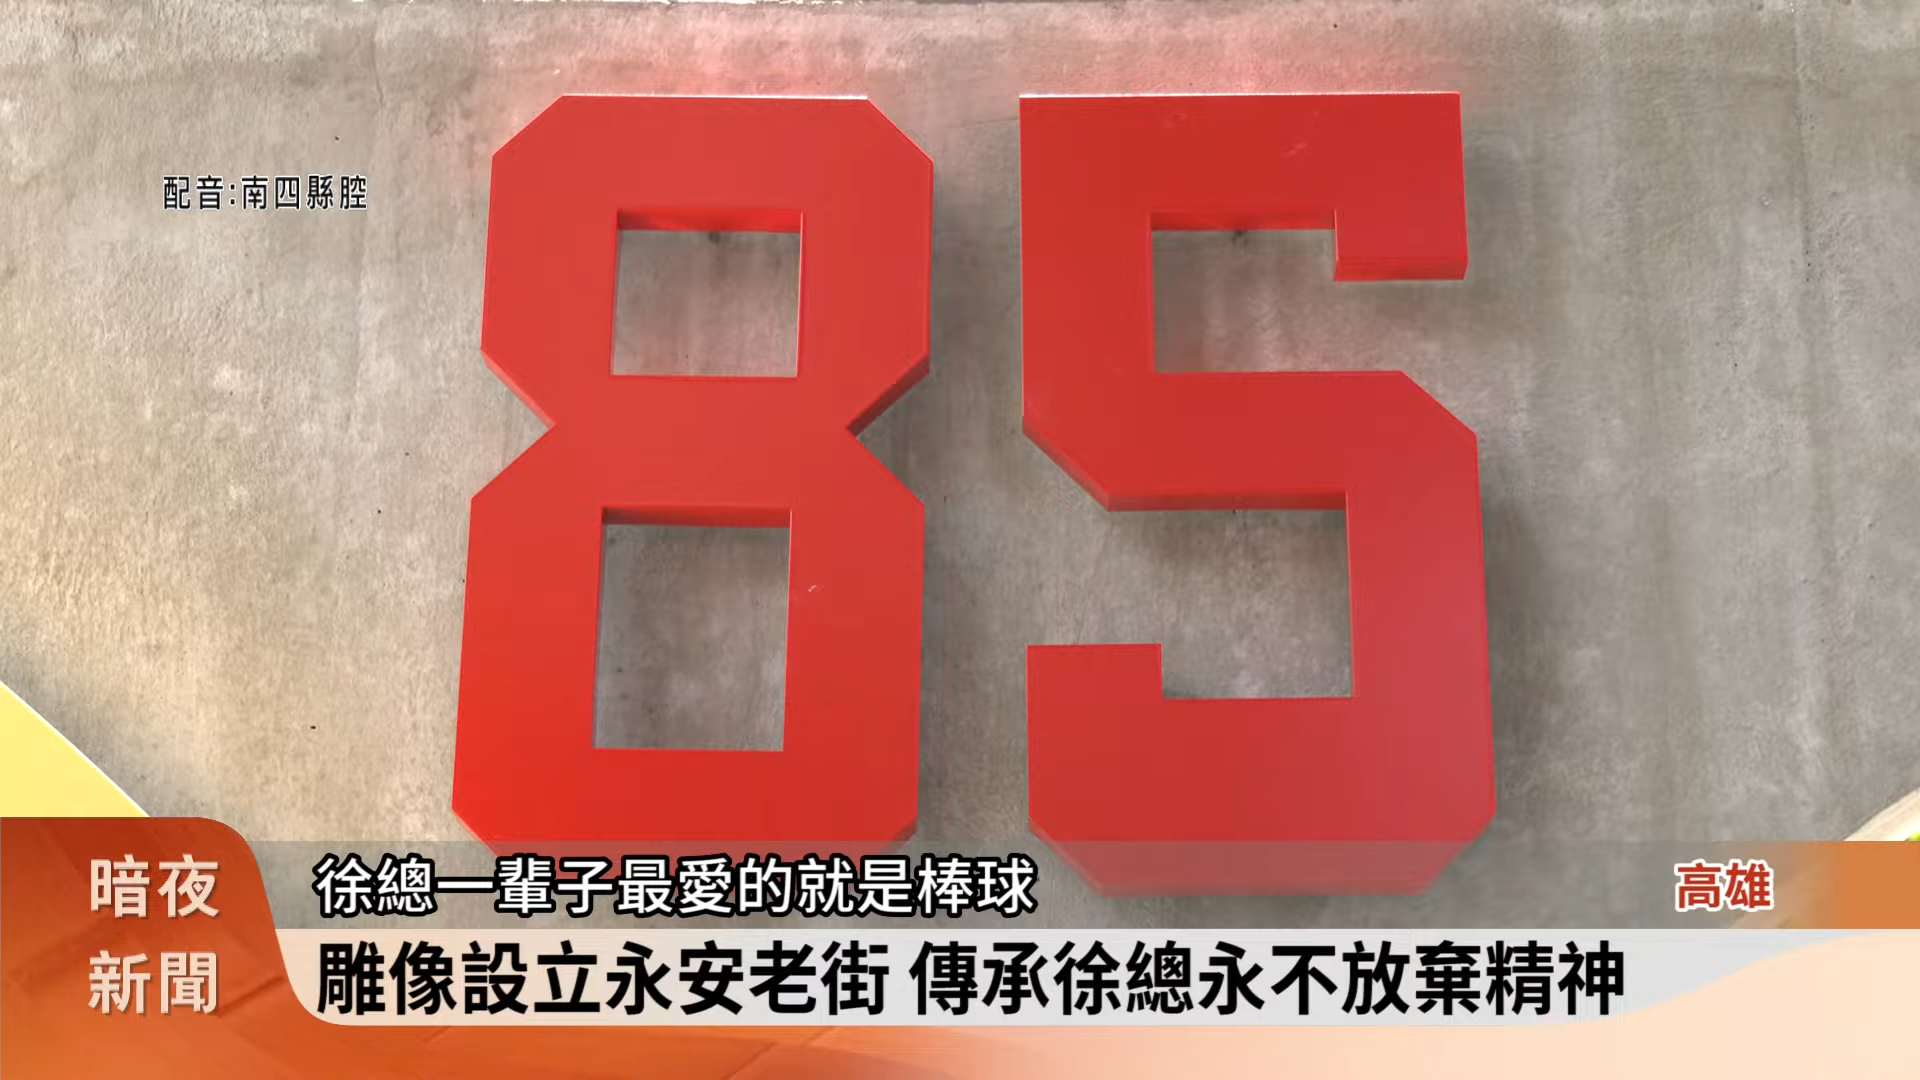 配音:南四縣腔
85
徐總一輩子最愛的就是棒球
高雄
暗夜
新聞
雕像設立永安老街 傳承徐總永不放棄精神